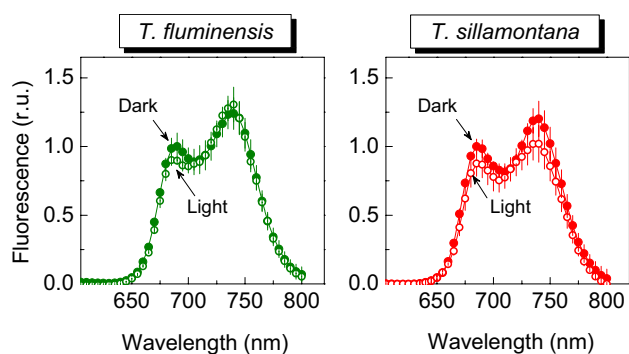 T. fluminensis
T. sillamontana
Fluorescence (r.u.)
1.5
1.0
0.5
0.0
Dark
Light
650 700 750 800
Wavelength (nm)
1.5
1.0
0.5
0.0
Dark
Light
650 700 750 800
Wavelength (nm)